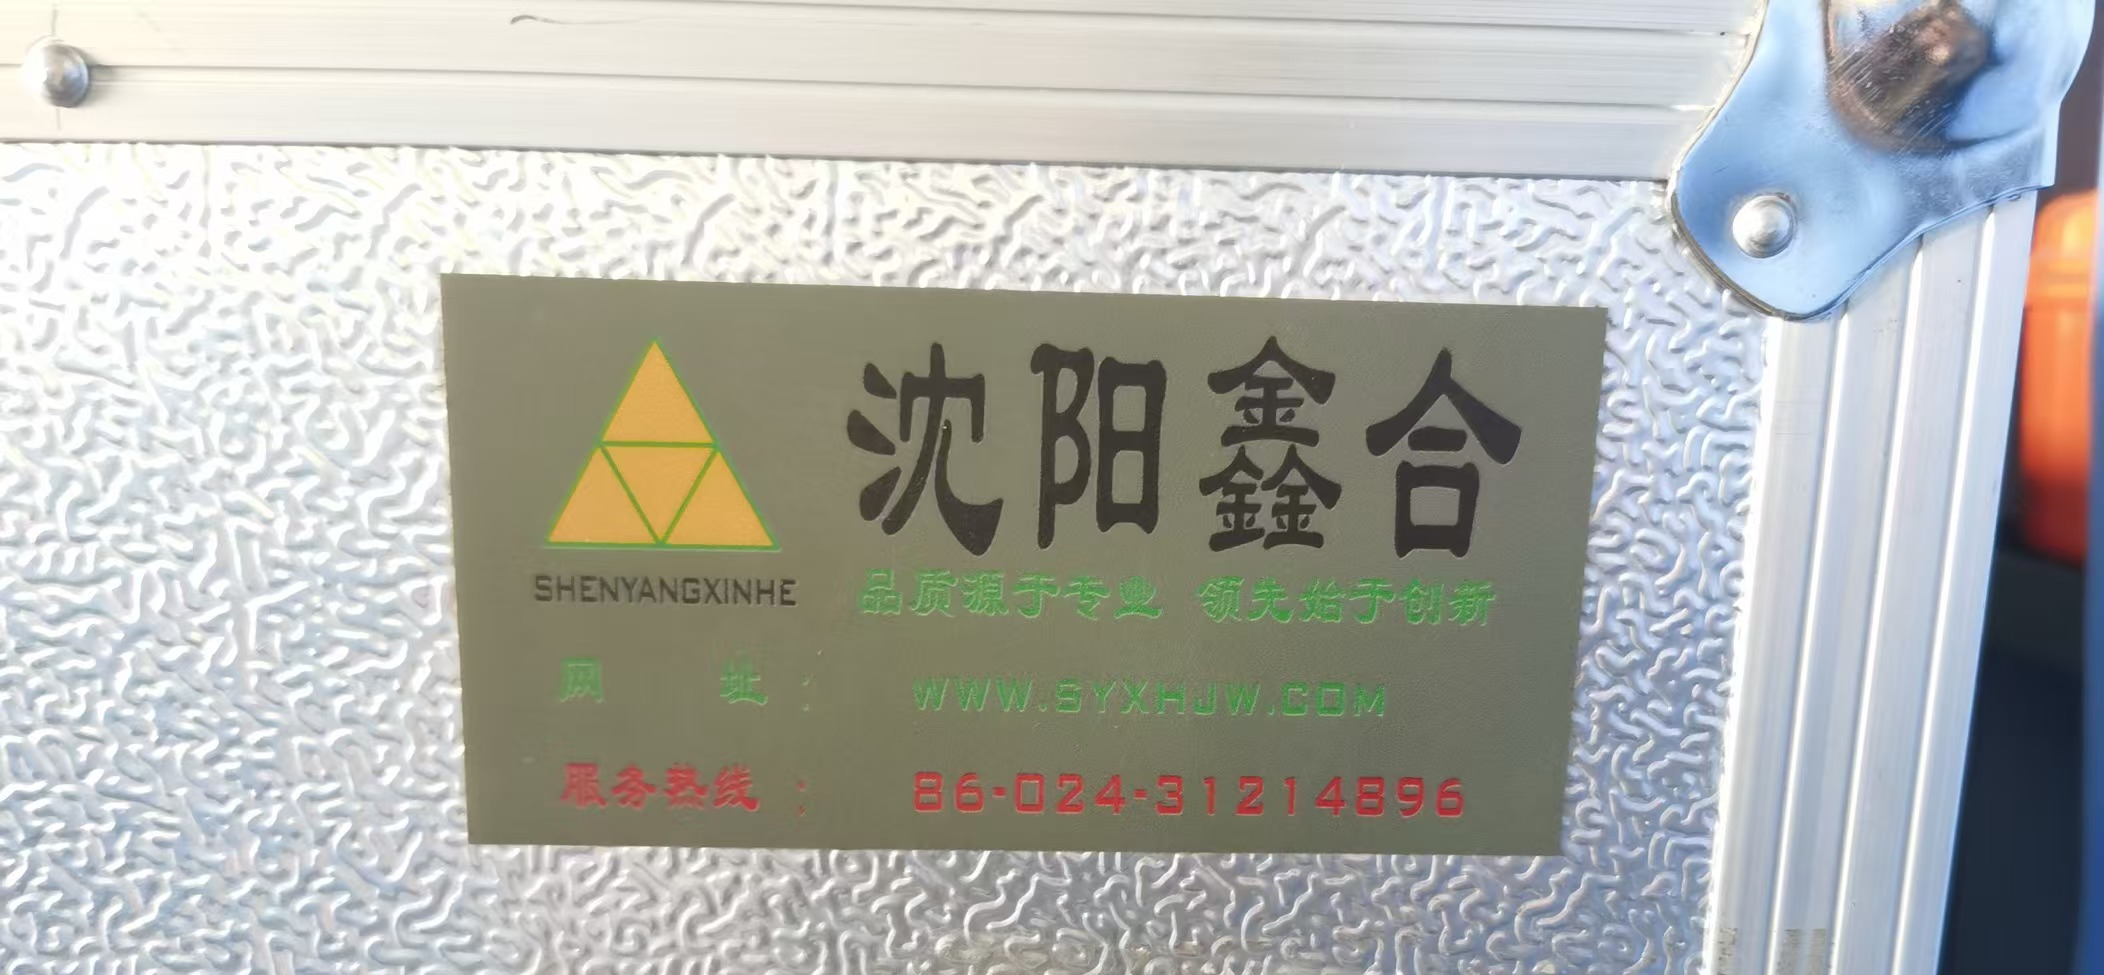 沈阳鑫合
SHENYANGXINHE
品质源于专业 领先始于创新
网 址: WWW.SYXHJW.COM
服务热线: 86-024-31214896